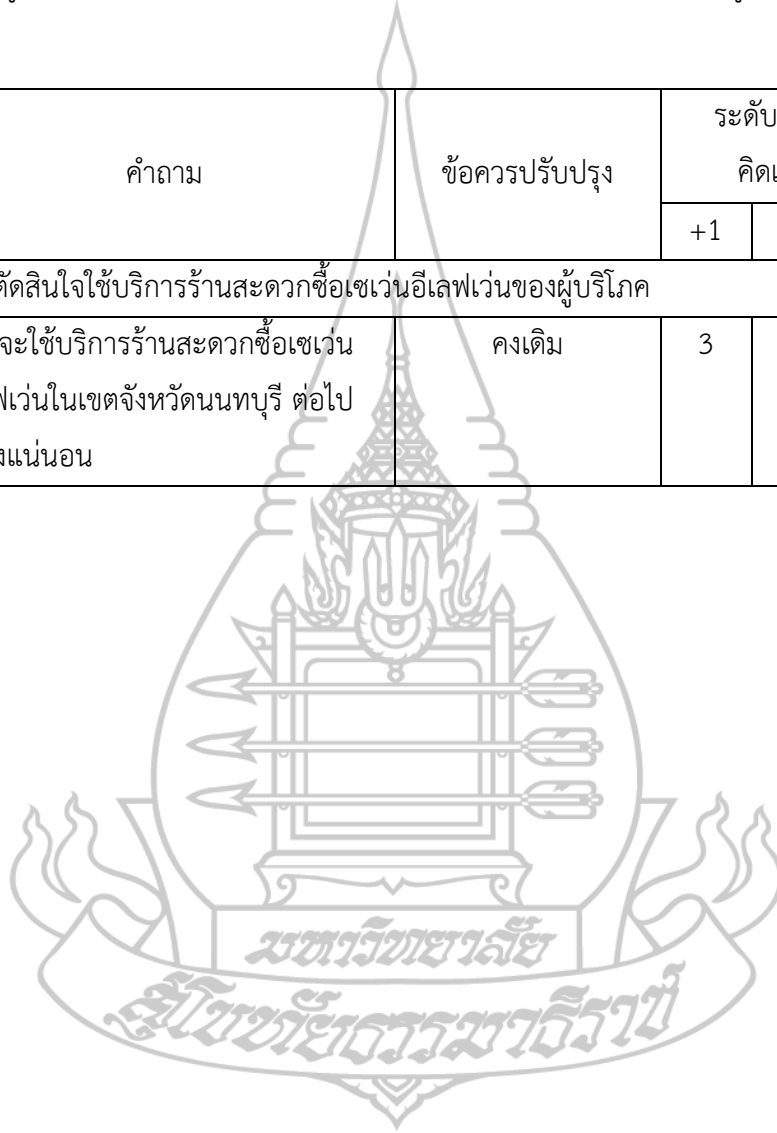 คำถาม
ข้อควรปรับปรุง
ระดับ
คิด
+1
ตัดสินใจใช้บริการร้านสะดวกซื้อเซเว่นอีเลฟเว่นของผู้บริโภค
จะใช้บริการร้านสะดวกซื้อเซเว่น
คงเดิม
3
ฟเว่นในเขตจังหวัดนนทบุรี ต่อไป
งแน่นอน
มหาวิทยาลัย
สุโขทัยธรรมาธิราช